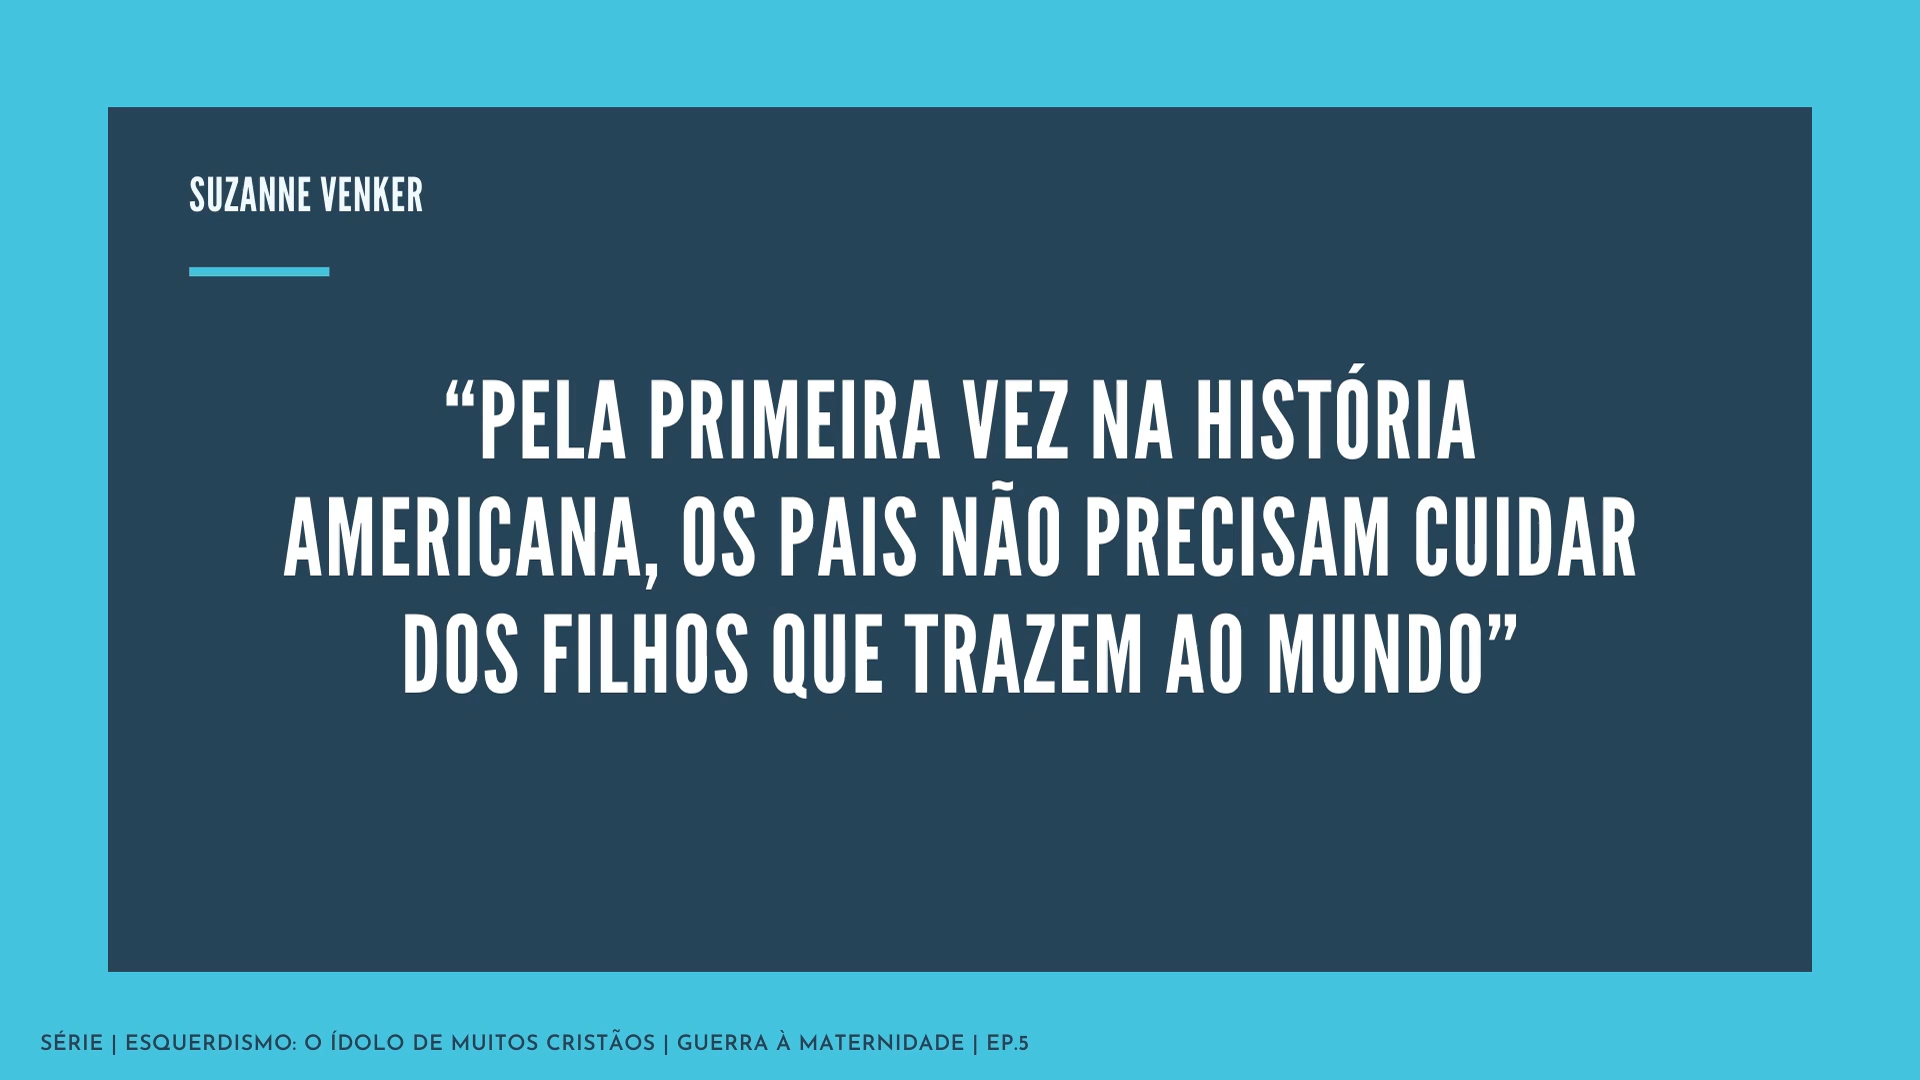 SUZANNE VENKER
“PELA PRIMEIRA VEZ NA HISTÓRIA
AMERICANA, OS PAIS NÃO PRECISAM CUIDAR
DOS FILHOS QUE TRAZEM AO MUNDO”
SÉRIE | ESQUERDISMO: O ÍDOLO DE MUITOS CRISTÃOS | GUERRA À MATERNIDADE | EP.5